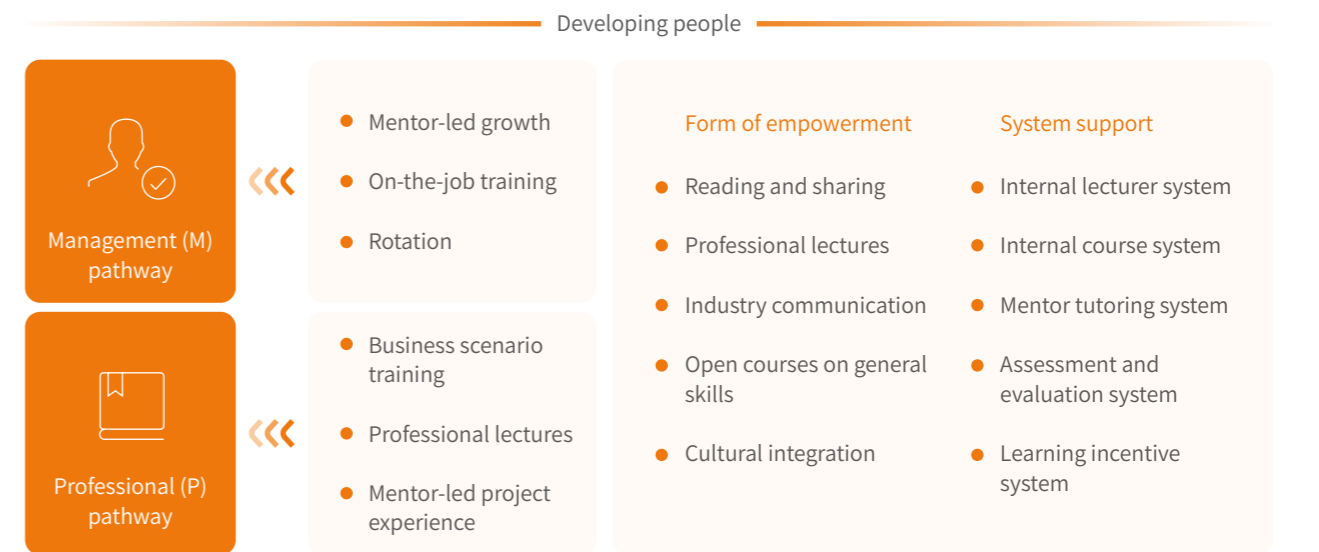 Developing people
Management (M)
pathway
Mentor-led growth
On-the-job training
Rotation
Professional (P)
pathway
Business scenario
training
Professional lectures
Mentor-led project
experience
Form of empowerment
Reading and sharing
Professional lectures
Industry communication
Open courses on general
skills
Cultural integration
System support
Internal lecturer system
Internal course system
Mentor tutoring system
Assessment and
evaluation system
Learning incentive
system